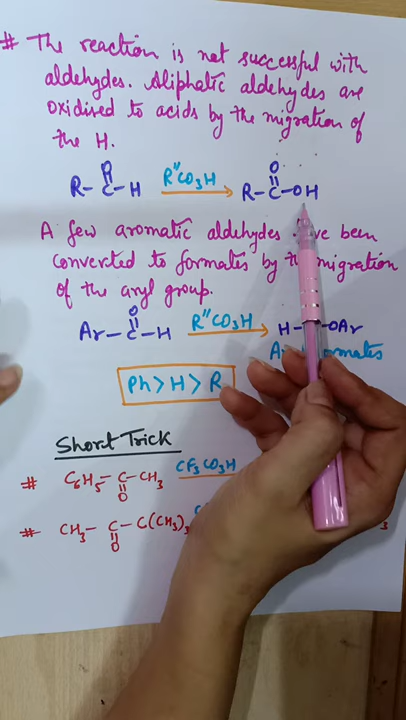 # The reaction is not successful with
aldehydes. Aliphatic aldehydes are
oxidised to acids by the migration of
the H.
R-C(=O)-H R''CO3H → R-C(=O)-OH
A few aromatic aldehydes have been
converted to formates by the migration
of the aryl group.
Ar-C(=O)-H R''CO3H → H- -OAr
Ph > H > R
Short Trick
# C6H5-C(=O)-CH3 CF3CO3H
# CH3-C(=O)-C(CH3)3